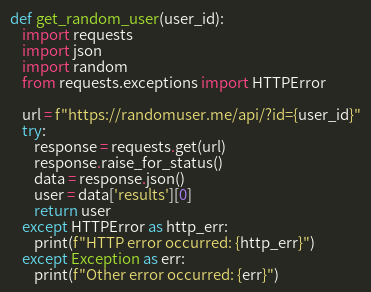 def get_random_user(user_id):
    import requests
    import json
    import random
    from requests.exceptions import HTTPError

    url = f"https://randomuser.me/api/?id={user_id}"
    try:
        response = requests.get(url)
        response.raise_for_status()
        data = response.json()
        user = data['results'][0]
        return user
    except HTTPError as http_err:
        print(f"HTTP error occurred: {http_err}")
    except Exception as err:
        print(f"Other error occurred: {err}")